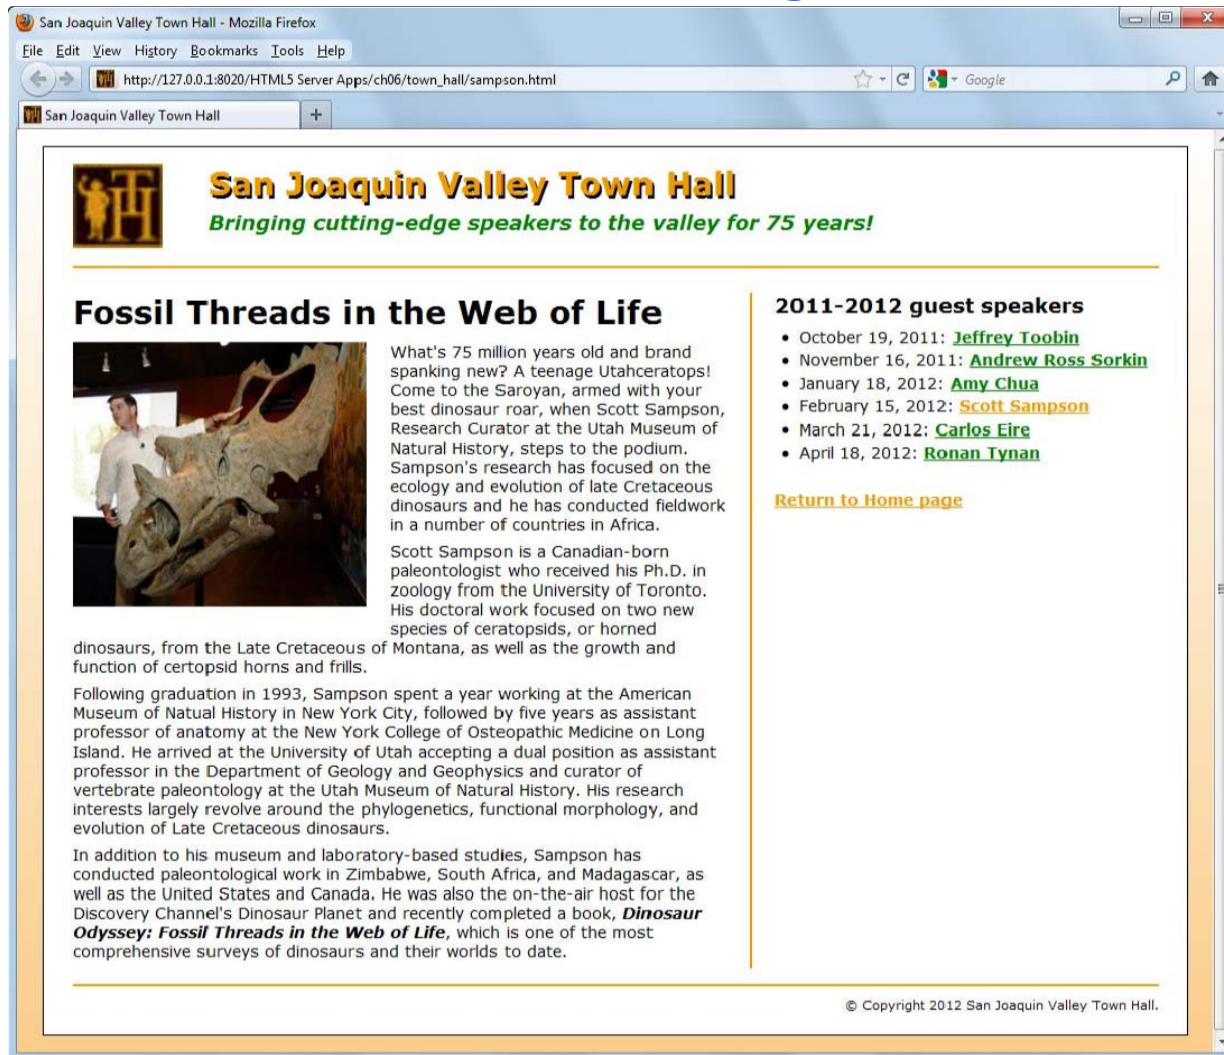 San Joaquin Valley Town Hall - Mozilla Firefox
File Edit View History Bookmarks Tools Help
http://127.0.0.1:8020/HTML5 Server Apps/ch06/town_hall/sampson.html
Google
San Joaquin Valley Town Hall
TH
San Joaquin Valley Town Hall
Bringing cutting-edge speakers to the valley for 75 years!
Fossil Threads in the Web of Life
What's 75 million years old and brand
spanking new? A teenage Utahceratops!
Come to the Saroyan, armed with your
best dinosaur roar, when Scott Sampson,
Research Curator at the Utah Museum of
Natural History, steps to the podium.
Sampson's research has focused on the
ecology and evolution of late Cretaceous
dinosaurs and he has conducted fieldwork
in a number of countries in Africa.
Scott Sampson is a Canadian-born
paleontologist who received his Ph.D. in
zoology from the University of Toronto.
His doctoral work focused on two new
species of ceratopsids, or horned
dinosaurs, from the Late Cretaceous of Montana, as well as the growth and
function of certopsid horns and frills.
Following graduation in 1993, Sampson spent a year working at the American
Museum of Natual History in New York City, followed by five years as assistant
professor of anatomy at the New York College of Osteopathic Medicine on Long
Island. He arrived at the University of Utah accepting a dual position as assistant
professor in the Department of Geology and Geophysics and curator of
vertebrate paleontology at the Utah Museum of Natural History. His research
interests largely revolve around the phylogenetics, functional morphology, and
evolution of Late Cretaceous dinosaurs.
In addition to his museum and laboratory-based studies, Sampson has
conducted paleontological work in Zimbabwe, South Africa, and Madagascar, as
well as the United States and Canada. He was also the on-the-air host for the
Discovery Channel's Dinosaur Planet and recently completed a book, Dinosaur
Odyssey: Fossil Threads in the Web of Life, which is one of the most
comprehensive surveys of dinosaurs and their worlds to date.
2011-2012 guest speakers
• October 19, 2011: Jeffrey Toobin
• November 16, 2011: Andrew Ross Sorkin
• January 18, 2012: Amy Chua
• February 15, 2012: Scott Sampson
• March 21, 2012: Carlos Eire
• April 18, 2012: Ronan Tynan
Return to Home page
© Copyright 2012 San Joaquin Valley Town Hall.